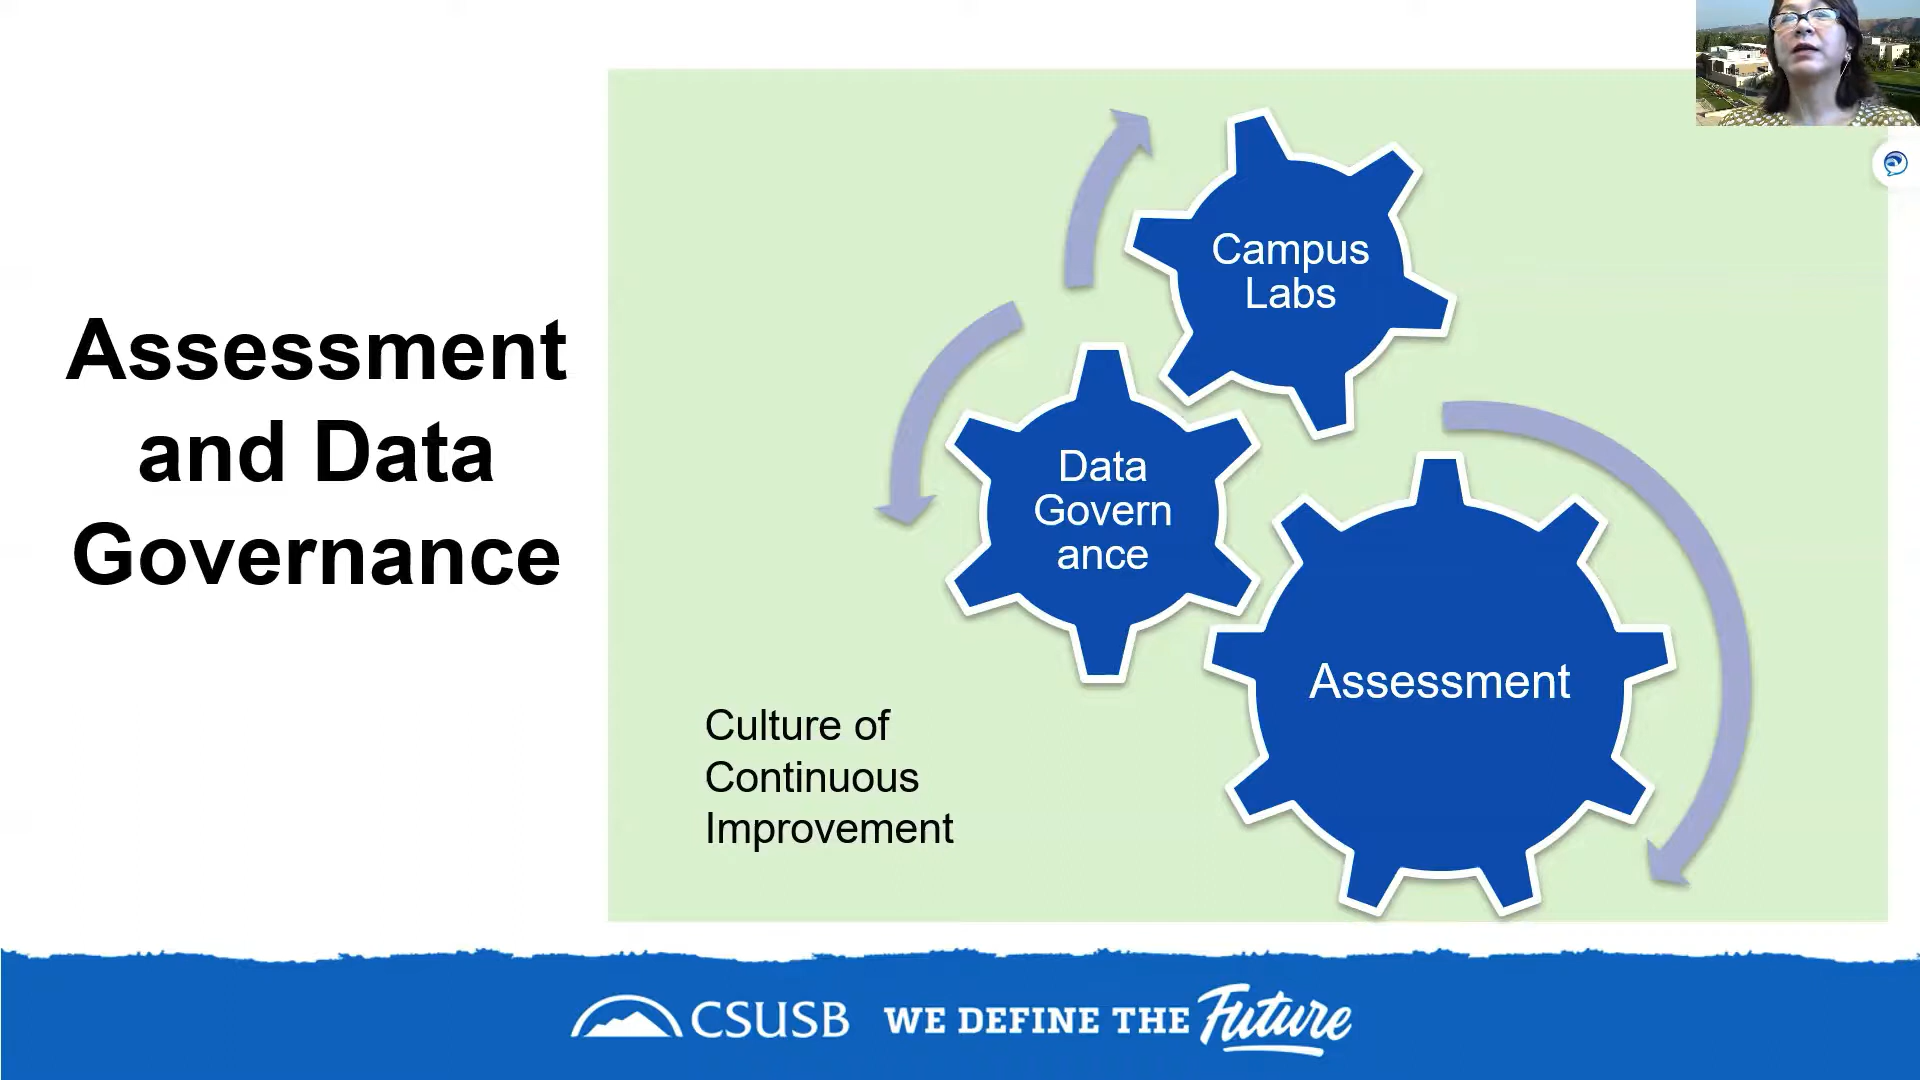 Assessment
and Data
Governance
Campus
Labs
Data
Govern
ance
Assessment
Culture of
Continuous
Improvement
CSUSB WE DEFINE THE Future